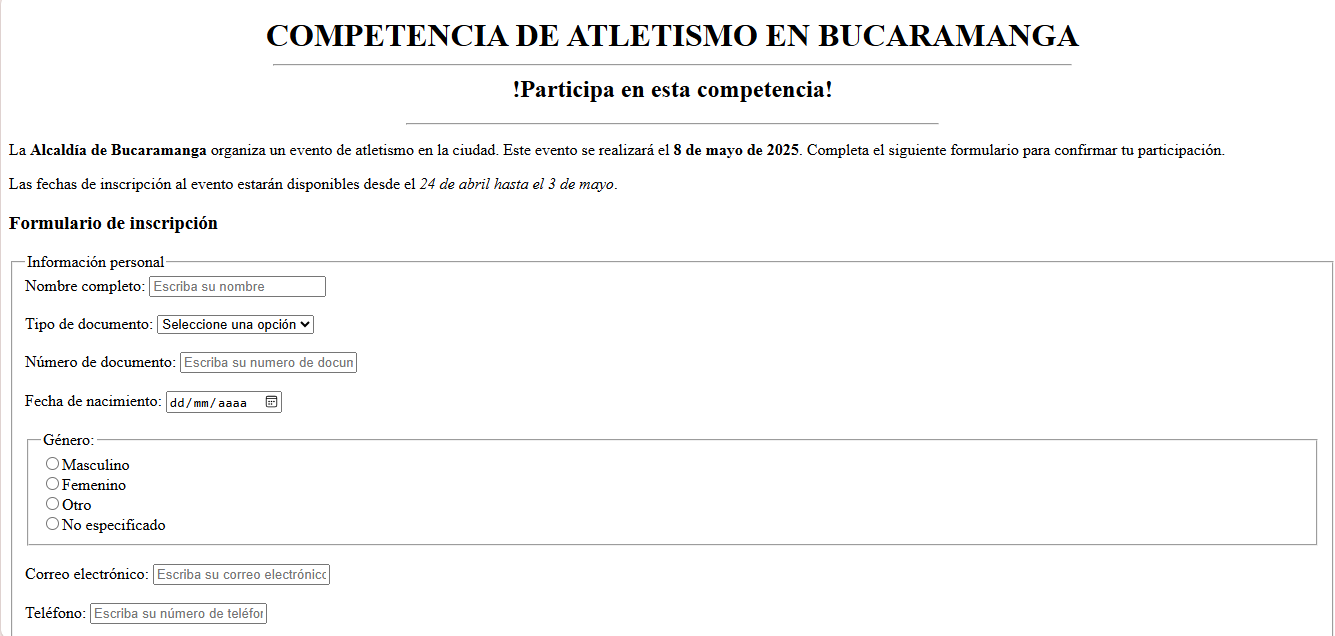 COMPETENCIA DE ATLETISMO EN BUCARAMANGA
!Participa en esta competencia!
La Alcaldía de Bucaramanga organiza un evento de atletismo en la ciudad. Este evento se realizará el 8 de mayo de 2025. Completa el siguiente formulario para confirmar tu participación.
Las fechas de inscripción al evento estarán disponibles desde el 24 de abril hasta el 3 de mayo.
Formulario de inscripción
Información personal
Nombre completo: Escriba su nombre
Tipo de documento: Seleccione una opción
Número de documento: Escriba su numero de docun
Fecha de nacimiento: dd/mm/aaaa
Género:
Masculino
Femenino
Otro
No especificado
Correo electrónico: Escriba su correo electrónico
Teléfono: Escriba su número de teléfor